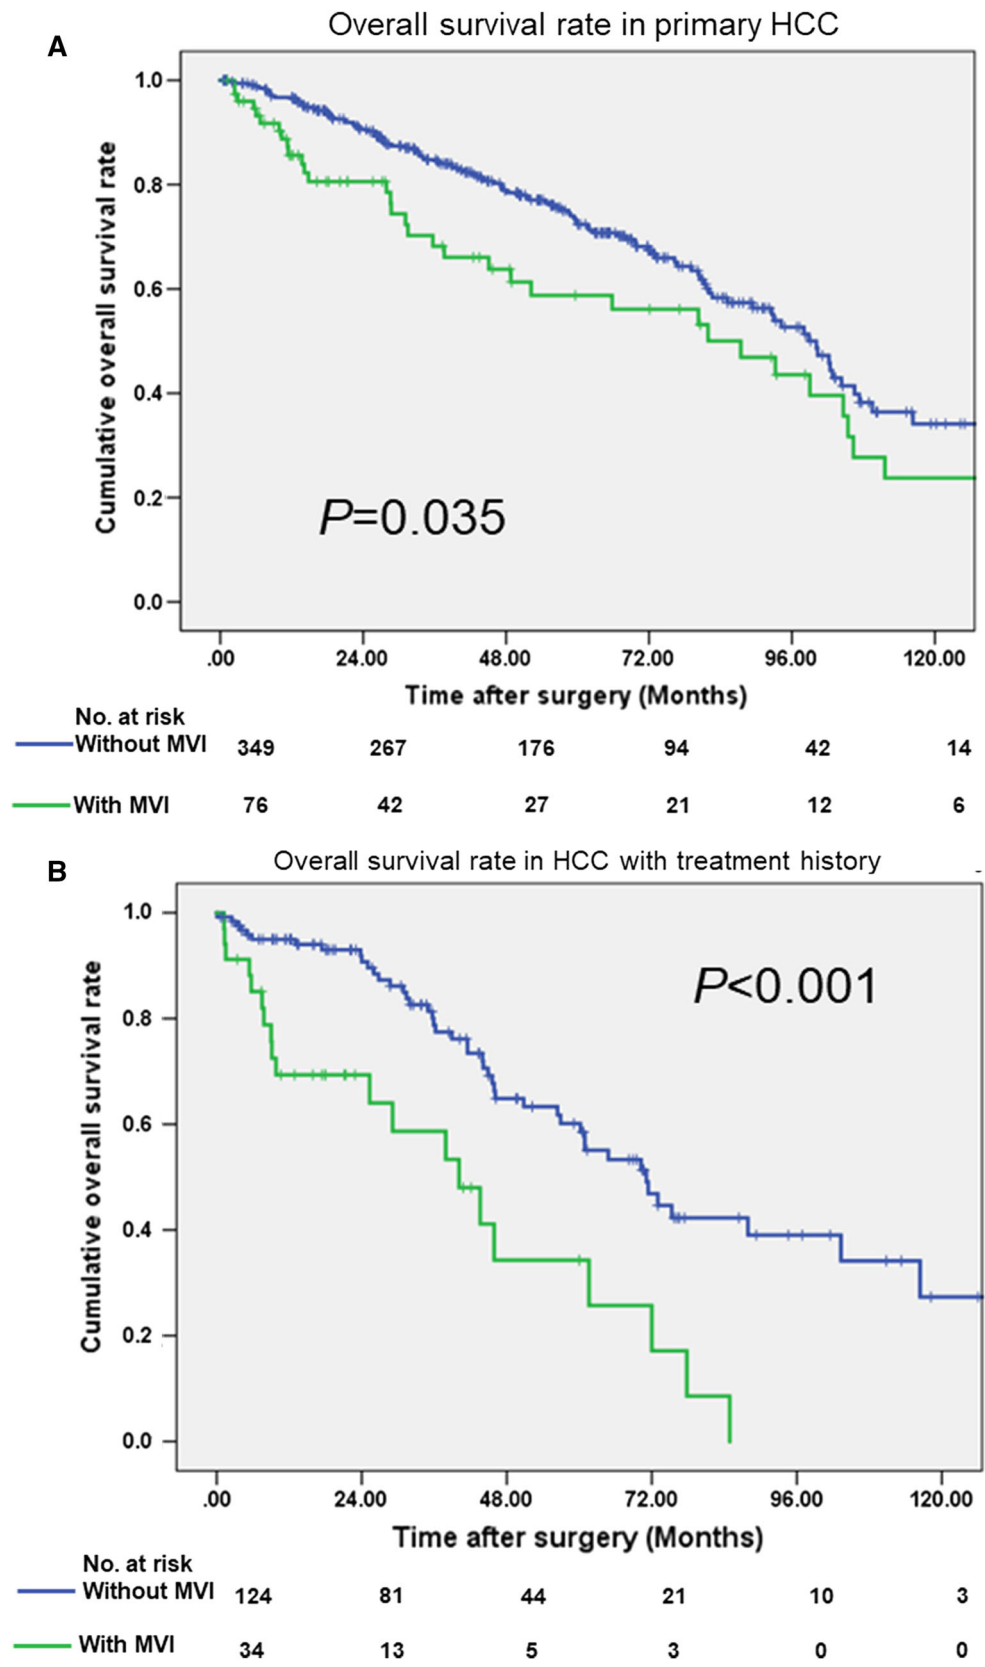 A
Overall survival rate in primary HCC
Cumulative overall survival rate
1.0
0.8
0.6
0.4
0.2
0.0
P=0.035
.00 24.00 48.00 72.00 96.00 120.00
Time after surgery (Months)
No. at risk
Without MVI 349 267 176 94 42 14
With MVI 76 42 27 21 12 6
B
Overall survival rate in HCC with treatment history
Cumulative overall survival rate
1.0
0.8
0.6
0.4
0.2
0.0
P<0.001
.00 24.00 48.00 72.00 96.00 120.00
Time after surgery (Months)
No. at risk
Without MVI 124 81 44 21 10 3
With MVI 34 13 5 3 0 0